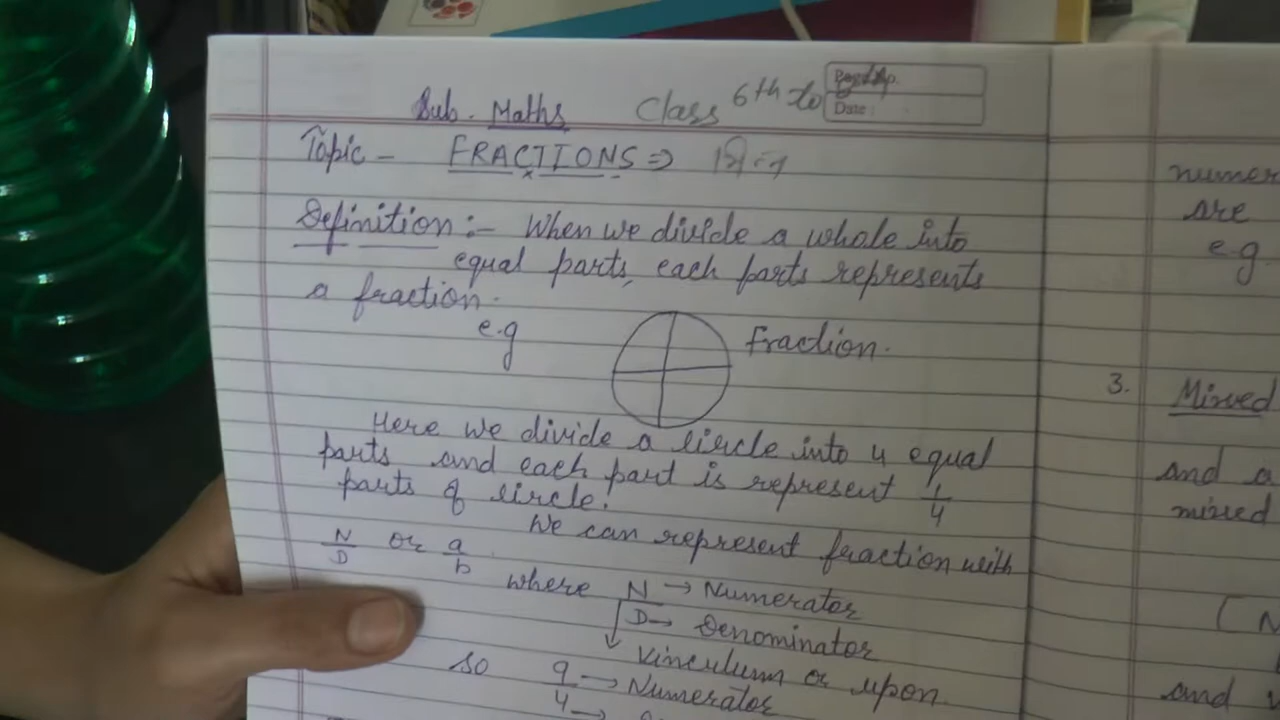 Sub. Maths Class 6th to
Date:
Topic - FRACTIONS ⇒ भिन्न
Definition :- When we divide a whole into
equal parts, each parts represents
a fraction.
e.g Fraction.
Here we divide a circle into 4 equal
parts and each part is represent 1/4
parts of circle.
We can represent fraction with
N/D or a/b where N → Numerator
D → Denominator
Vinculum or upon
so 9/4 → Numerator
numer
are
e.g
3. Mixed
and a
mixed
(N
and